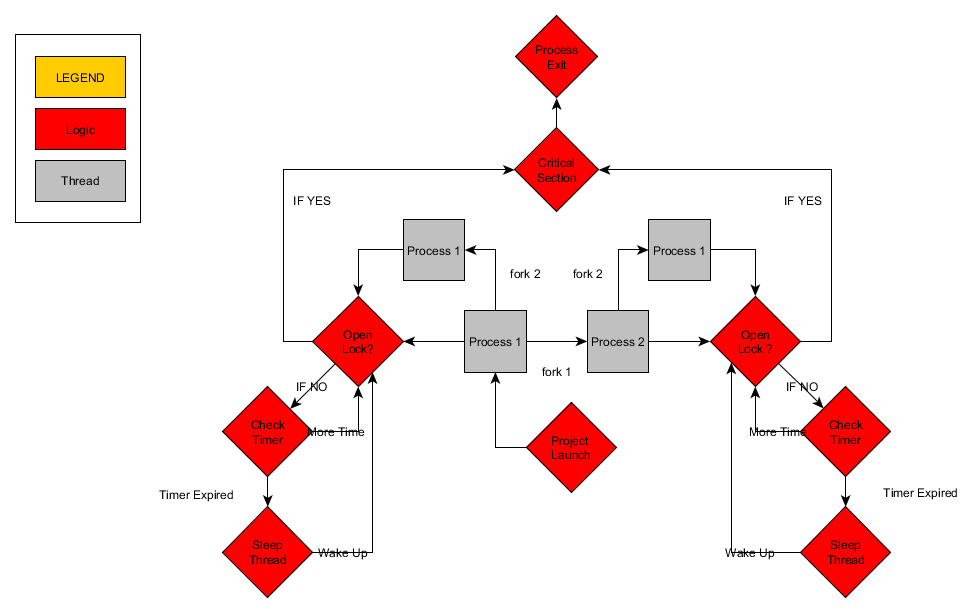 Process
Exit
LEGEND
Logic
Thread
Critical
Section
IF YES
IF YES
Process 1
Process 1
fork 2
fork 2
Open
Lock?
Process 1
Process 2
Open
Lock ?
fork 1
IF NO
IF NO
Check
Timer
More Time
Project
Launch
More Time
Check
Timer
Timer Expired
Timer Expired
Sleep
Thread
Wake Up
Wake Up
Sleep
Thread